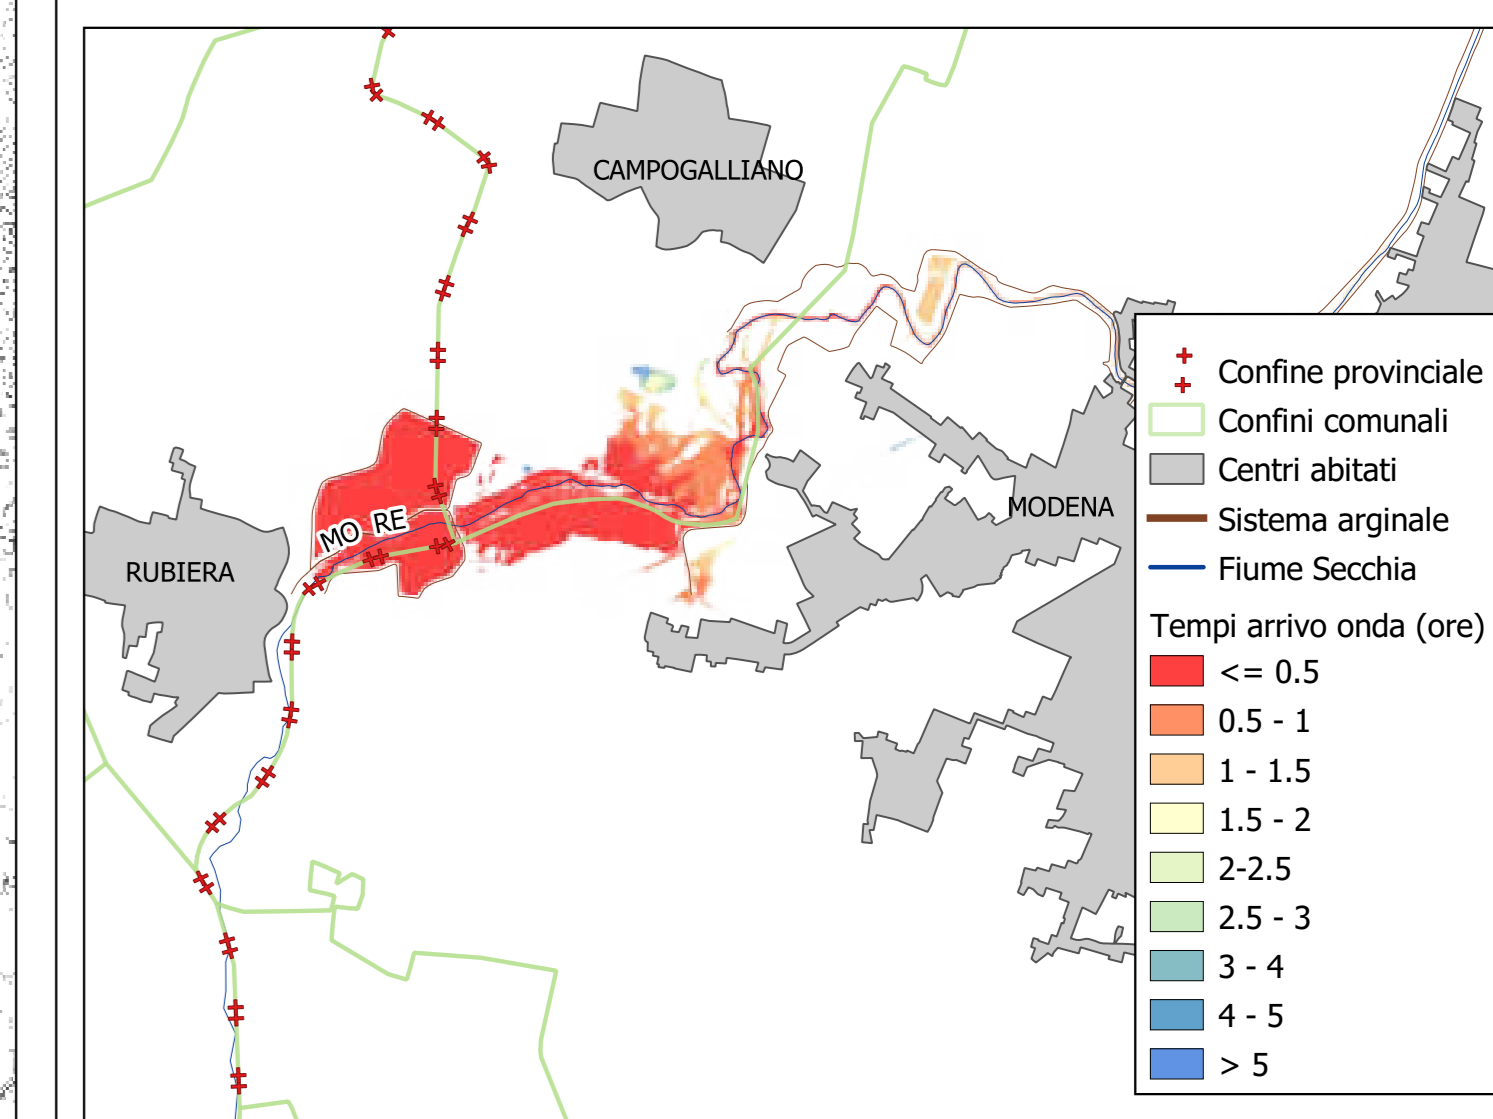 CAMPOGALLIANO
MODENA
MO RE
RUBIERA
Confine provinciale
Confini comunali
Centri abitati
Sistema arginale
Fiume Secchia
Tempi arrivo onda (ore)
<= 0.5
0.5 - 1
1 - 1.5
1.5 - 2
2-2.5
2.5 - 3
3 - 4
4 - 5
> 5